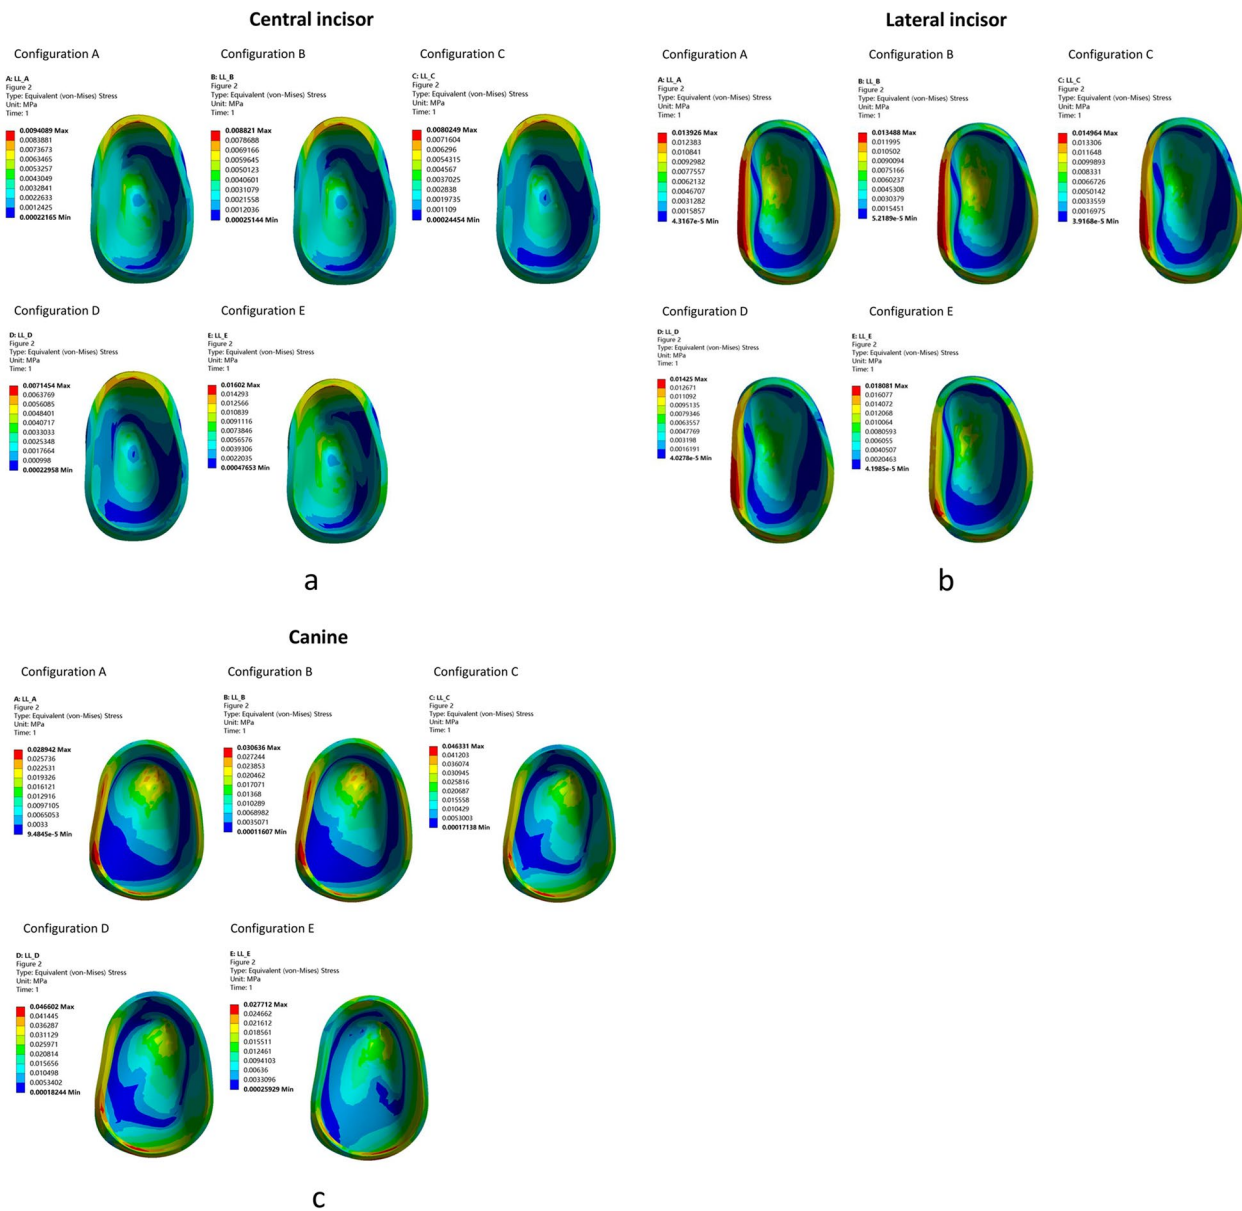 Central incisor
Configuration A
A: LL_A
Figure 2
Type: Equivalent (von-Mises) Stress
Unit: MPa
Time: 1
0.0094089 Max
0.0083881
0.0073673
0.0063465
0.0053257
0.0043049
0.0032841
0.0022633
0.0012425
0.00022165 Min
Configuration B
B: LL_B
Figure 2
Type: Equivalent (von-Mises) Stress
Unit: MPa
Time: 1
0.008821 Max
0.0078688
0.0069166
0.0059645
0.0050123
0.0040601
0.0031079
0.0021558
0.0012036
0.00025144 Min
Configuration C
C: LL_C
Figure 2
Type: Equivalent (von-Mises) Stress
Unit: MPa
Time: 1
0.0080249 Max
0.0071604
0.006296
0.0054315
0.004567
0.0037025
0.002838
0.0019735
0.001109
0.00024454 Min
Configuration D
D: LL_D
Figure 2
Type: Equivalent (von-Mises) Stress
Unit: MPa
Time: 1
0.0071454 Max
0.0063769
0.0056085
0.0048401
0.0040717
0.0033033
0.0025348
0.0017664
0.000998
0.00022958 Min
Configuration E
E: LL_E
Figure 2
Type: Equivalent (von-Mises) Stress
Unit: MPa
Time: 1
0.01602 Max
0.014293
0.012566
0.010839
0.0091116
0.0073846
0.0056576
0.0039306
0.0022035
0.00047653 Min
a
Lateral incisor
Configuration A
A: LL_A
Figure 2
Type: Equivalent (von-Mises) Stress
Unit: MPa
Time: 1
0.013926 Max
0.012383
0.010841
0.0092982
0.0077557
0.0062132
0.0046707
0.0031282
0.0015857
4.3167e-5 Min
Configuration B
B: LL_B
Figure 2
Type: Equivalent (von-Mises) Stress
Unit: MPa
Time: 1
0.013488 Max
0.011995
0.010502
0.0090094
0.0075166
0.0060237
0.0045308
0.0030379
0.0015451
5.2189e-5 Min
Configuration C
C: LL_C
Figure 2
Type: Equivalent (von-Mises) Stress
Unit: MPa
Time: 1
0.014964 Max
0.013306
0.011648
0.0099893
0.008331
0.0066726
0.0050142
0.0033559
0.0016975
3.9168e-5 Min
Configuration D
D: LL_D
Figure 2
Type: Equivalent (von-Mises) Stress
Unit: MPa
Time: 1
0.01425 Max
0.012671
0.011092
0.0095135
0.0079346
0.0063557
0.0047769
0.003198
0.0016191
4.0278e-5 Min
Configuration E
E: LL_E
Figure 2
Type: Equivalent (von-Mises) Stress
Unit: MPa
Time: 1
0.018081 Max
0.016077
0.014072
0.012068
0.010064
0.0080593
0.006055
0.0040507
0.0020463
4.1985e-5 Min
b
Canine
Configuration A
A: LL_A
Figure 2
Type: Equivalent (von-Mises) Stress
Unit: MPa
Time: 1
0.028942 Max
0.025736
0.022531
0.019326
0.016121
0.012916
0.0097105
0.0065053
0.0033
9.4845e-5 Min
Configuration B
B: LL_B
Figure 2
Type: Equivalent (von-Mises) Stress
Unit: MPa
Time: 1
0.030636 Max
0.027244
0.023853
0.020462
0.017071
0.01368
0.010289
0.0068982
0.0035071
0.00011607 Min
Configuration C
C: LL_C
Figure 2
Type: Equivalent (von-Mises) Stress
Unit: MPa
Time: 1
0.046331 Max
0.041203
0.036074
0.030945
0.025816
0.020687
0.015558
0.010429
0.0053003
0.00017138 Min
Configuration D
D: LL_D
Figure 2
Type: Equivalent (von-Mises) Stress
Unit: MPa
Time: 1
0.046602 Max
0.041445
0.036287
0.031129
0.025971
0.020814
0.015656
0.010498
0.0053402
0.00018244 Min
Configuration E
E: LL_E
Figure 2
Type: Equivalent (von-Mises) Stress
Unit: MPa
Time: 1
0.027712 Max
0.024662
0.021612
0.018561
0.015511
0.012461
0.0094103
0.00636
0.0033096
0.00025929 Min
c